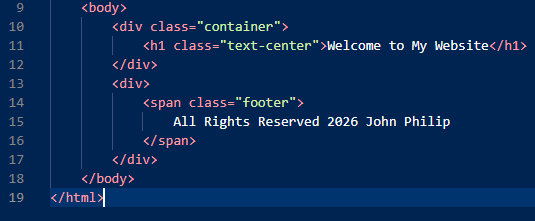 9 <body>
10 <div class="container">
11 <h1 class="text-center">Welcome to My Website</h1>
12 </div>
13 <div>
14 <span class="footer">
15 All Rights Reserved 2026 John Philip
16 </span>
17 </div>
18 </body>
19 </html>